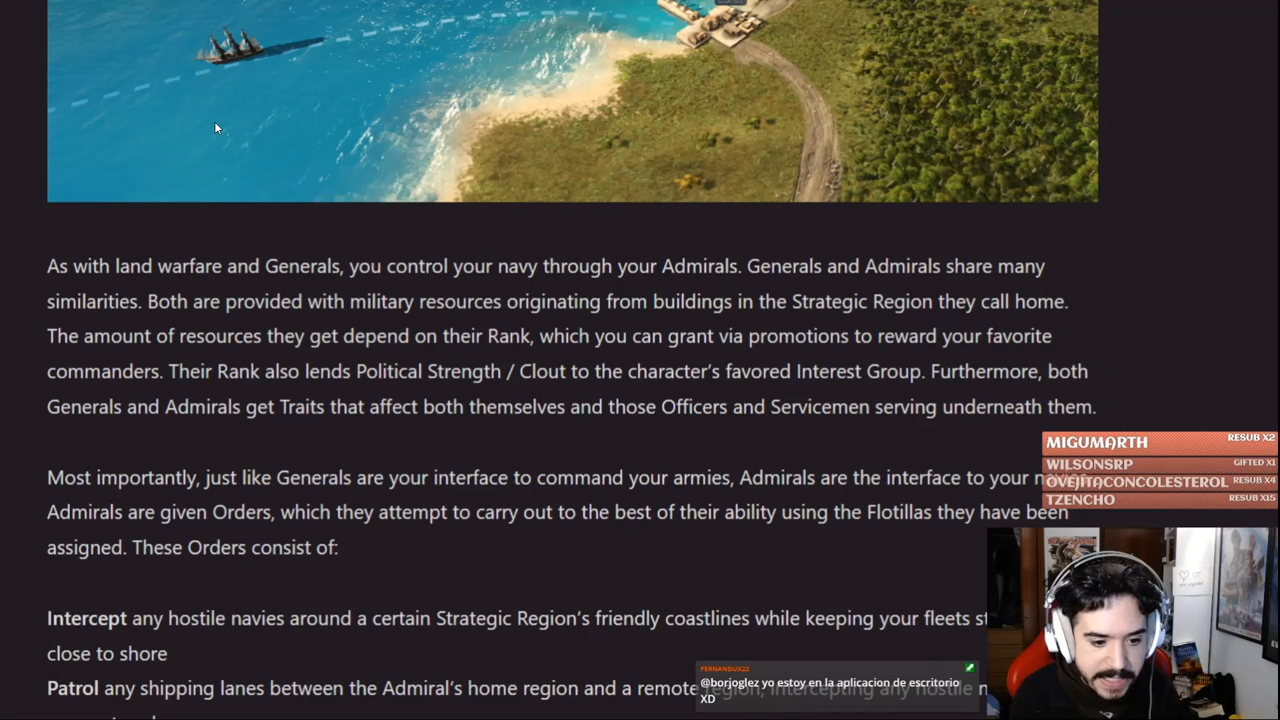 As with land warfare and Generals, you control your navy through your Admirals. Generals and Admirals share many
similarities. Both are provided with military resources originating from buildings in the Strategic Region they call home.
The amount of resources they get depend on their Rank, which you can grant via promotions to reward your favorite
commanders. Their Rank also lends Political Strength / Clout to the character's favored Interest Group. Furthermore, both
Generals and Admirals get Traits that affect both themselves and those Officers and Servicemen serving underneath them.
MIGUMARTH RESUB X2
WILSONSRP GIFTED X1
Most importantly, just like Generals are your interface to command your armies, Admirals are the interface to your
OVEJITACONCOLESTEROL RESUB X4
TZENCHO RESUB X15
Admirals are given Orders, which they attempt to carry out to the best of their ability using the Flotillas they have been
assigned. These Orders consist of:
Intercept any hostile navies around a certain Strategic Region's friendly coastlines while keeping your fleets
close to shore
FERNANDUX22
Patrol any shipping lanes between the Admiral's home region and a remote region, intercepting any hostile
@borjoglez yo estoy en la aplicacion de escritorio
XD